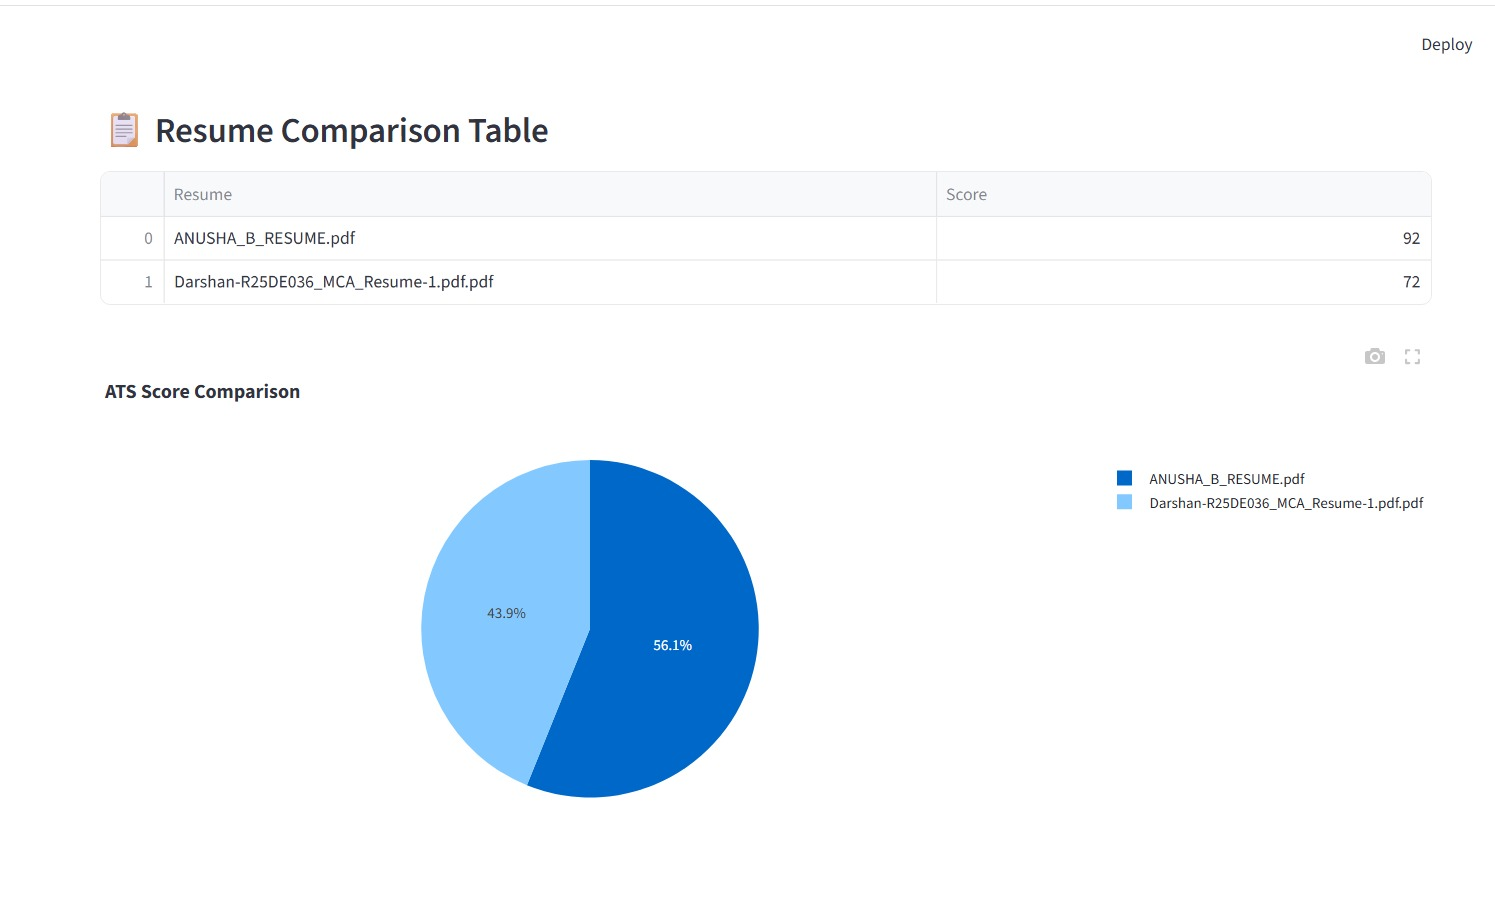 Deploy
📋 Resume Comparison Table
Resume Score
0 ANUSHA_B_RESUME.pdf 92
1 Darshan-R25DE036_MCA_Resume-1.pdf.pdf 72
ATS Score Comparison
ANUSHA_B_RESUME.pdf
Darshan-R25DE036_MCA_Resume-1.pdf.pdf
43.9%
56.1%